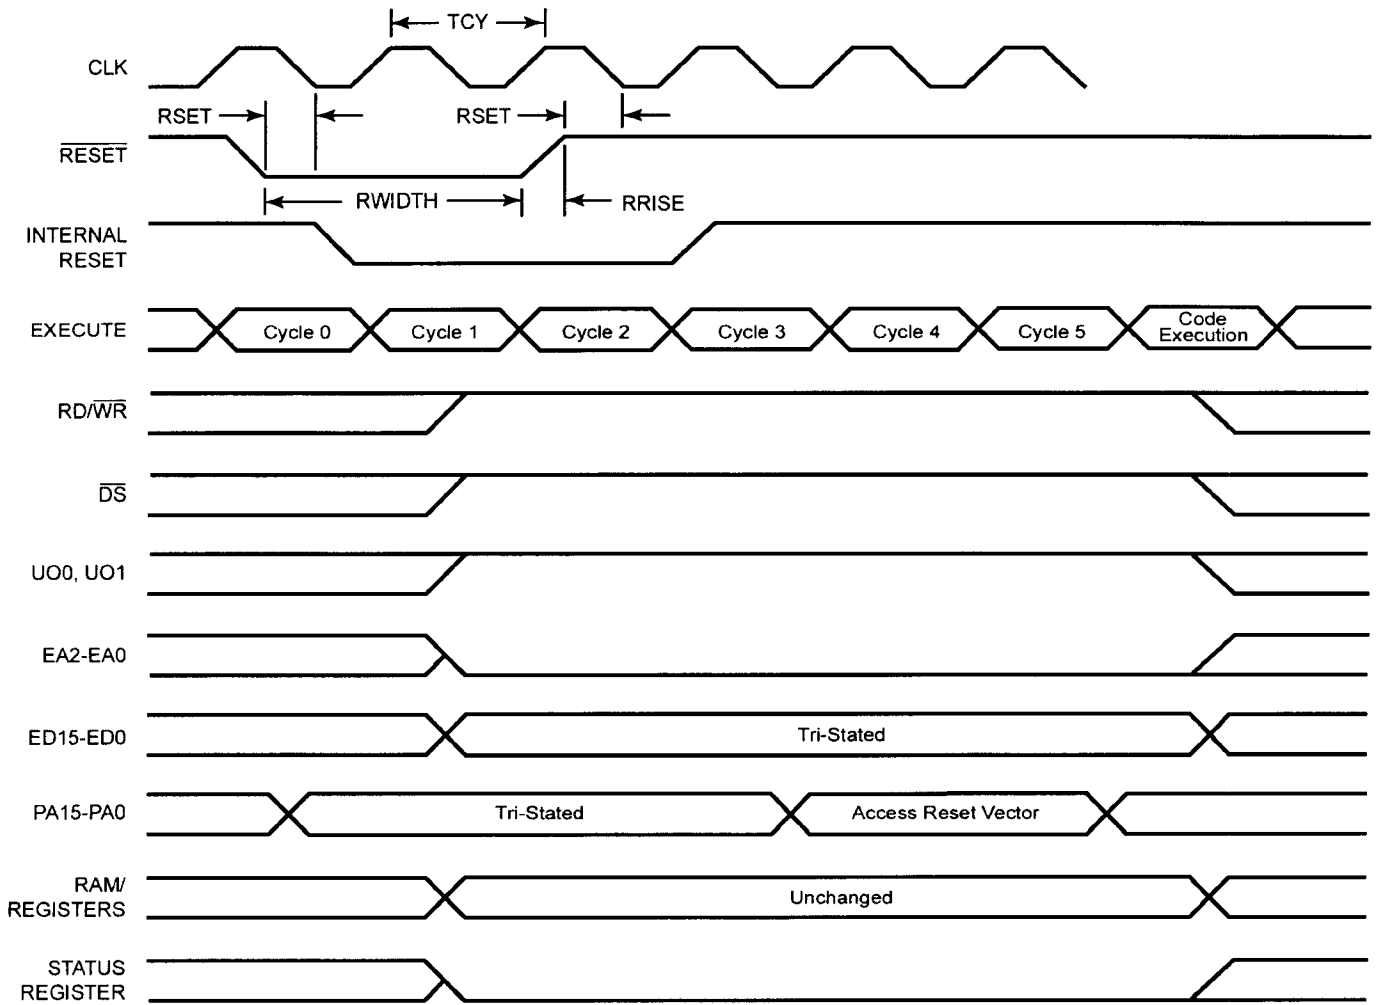 TCY
CLK
RSET
RSET
RESET
RWIDTH
RRISE
INTERNAL
RESET
EXECUTE
Cycle 0
Cycle 1
Cycle 2
Cycle 3
Cycle 4
Cycle 5
Code
Execution
RD/WR
DS
UO0, UO1
EA2-EA0
ED15-ED0
Tri-Stated
PA15-PA0
Tri-Stated
Access Reset Vector
RAM/
REGISTERS
Unchanged
STATUS
REGISTER